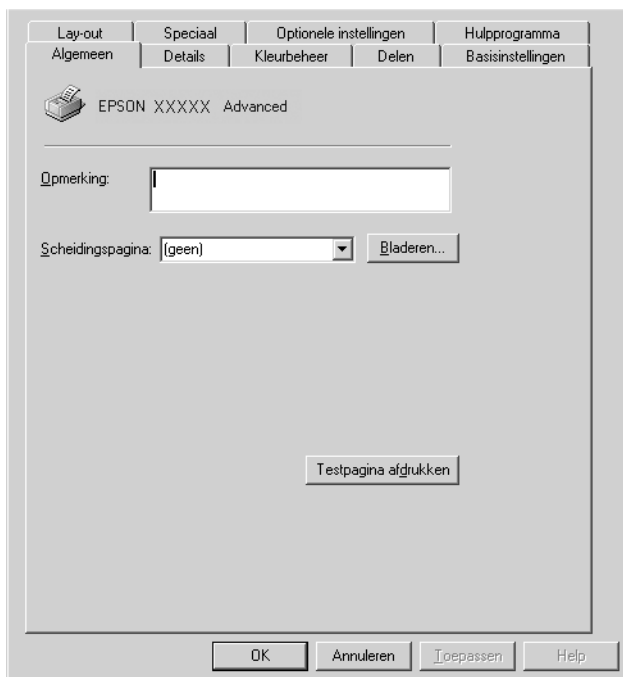 Lay-out Speciaal Optionele instellingen Hulpprogramma
Algemeen Details Kleurbeheer Delen Basisinstellingen
EPSON XXXXX Advanced
Opmerking:
Scheidingspagina: (geen) Bladeren...
Testpagina afdrukken
OK Annuleren Toepassen Help